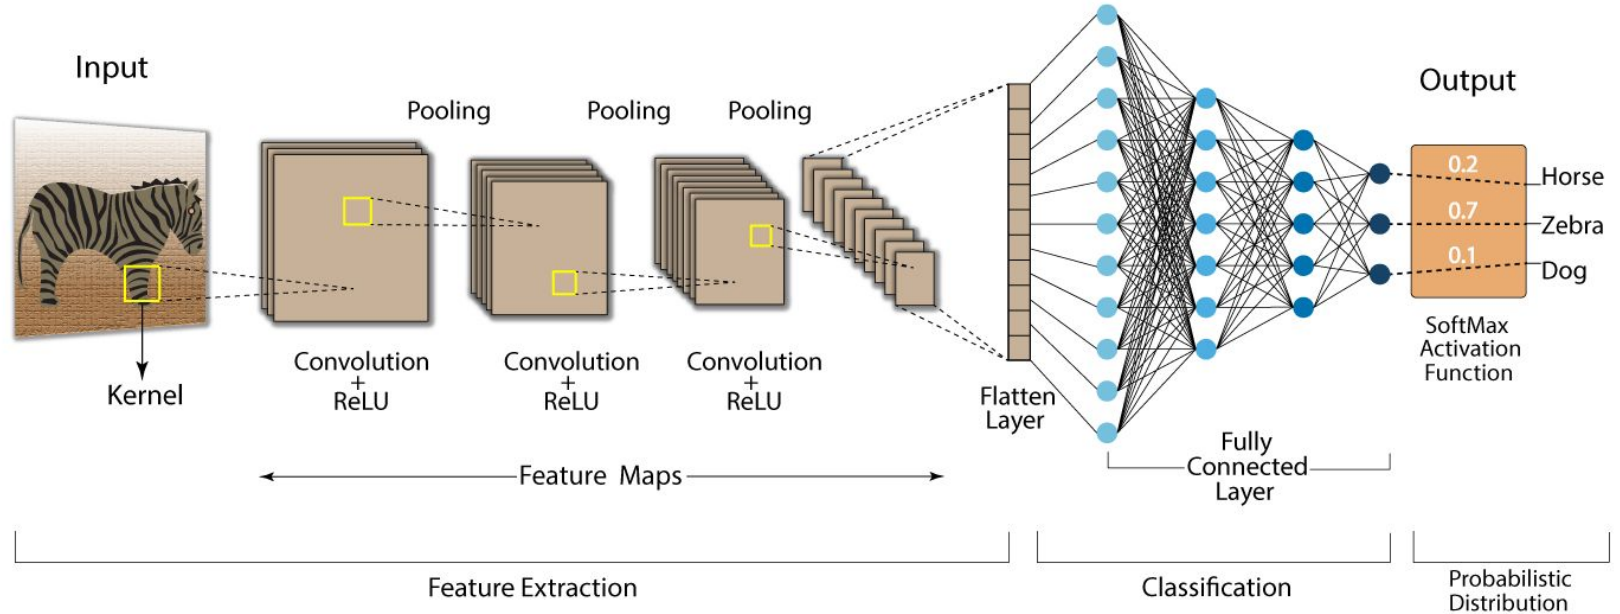 Input
Kernel
Pooling
Pooling
Pooling
Convolution
+
ReLU
Convolution
+
ReLU
Convolution
+
ReLU
Feature Maps
Flatten
Layer
Fully
Connected
Layer
Output
0.2
Horse
0.7
Zebra
0.1
Dog
SoftMax
Activation
Function
Feature Extraction
Classification
Probabilistic
Distribution